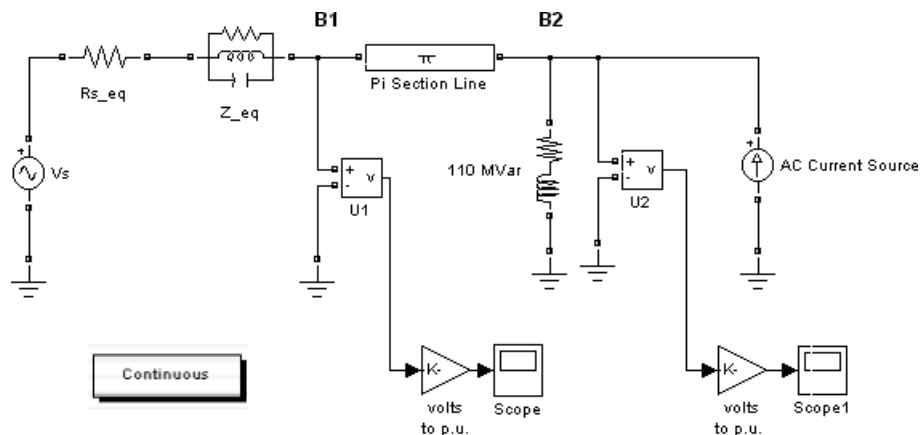 B1
B2
π
Pi Section Line
Rs_eq
Z_eq
+
Vs
+
-
v
U1
110 MVar
+
-
v
U2
+
AC Current Source
Continuous
K-
volts
to p.u.
Scope
K-
volts
to p.u.
Scope1